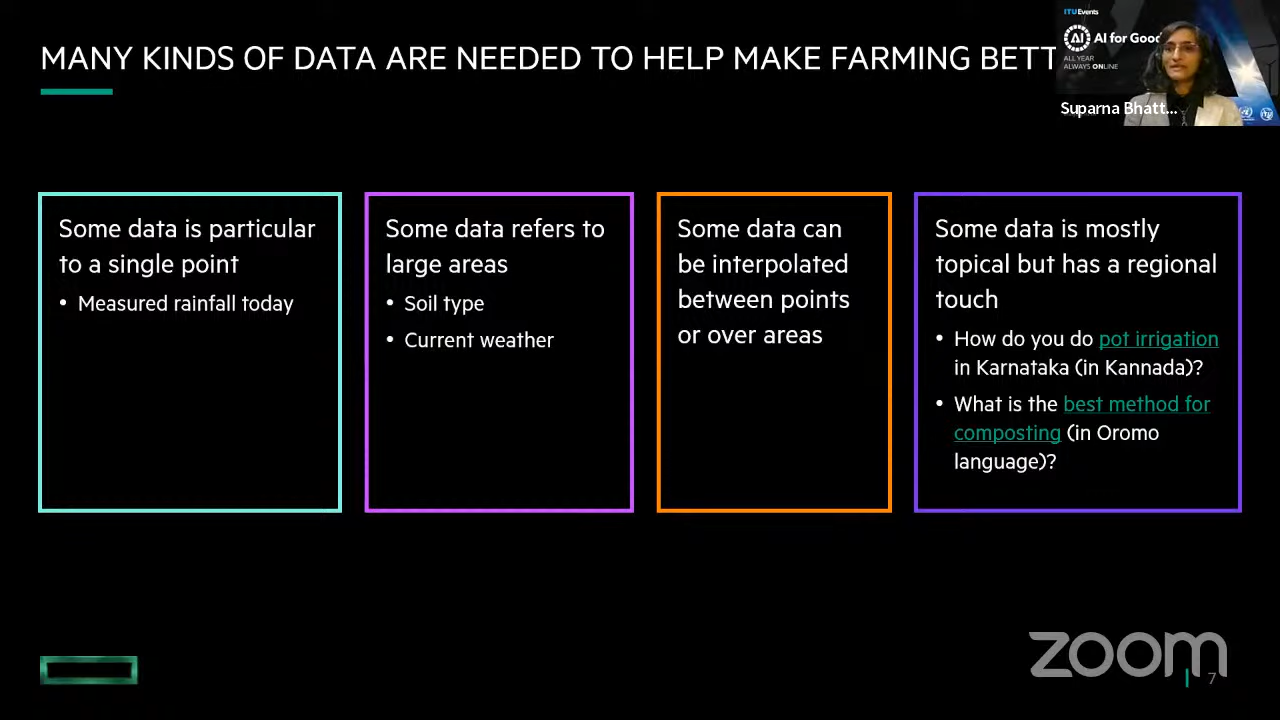 MANY KINDS OF DATA ARE NEEDED TO HELP MAKE FARMING BETT
ITUEvents
AI
AI for Good
ALL YEAR
ALWAYS ONLINE
Suparna Bhatt...
Some data is particular
to a single point
• Measured rainfall today
Some data refers to
large areas
• Soil type
• Current weather
Some data can
be interpolated
between points
or over areas
Some data is mostly
topical but has a regional
touch
• How do you do pot irrigation
in Karnataka (in Kannada)?
• What is the best method for
composting (in Oromo
language)?
zoom
7